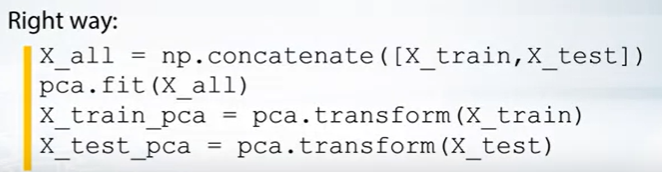 Right way:
X_all = np.concatenate([X_train,X_test])
pca.fit(X_all)
X_train_pca = pca.transform(X_train)
X_test_pca = pca.transform(X_test)